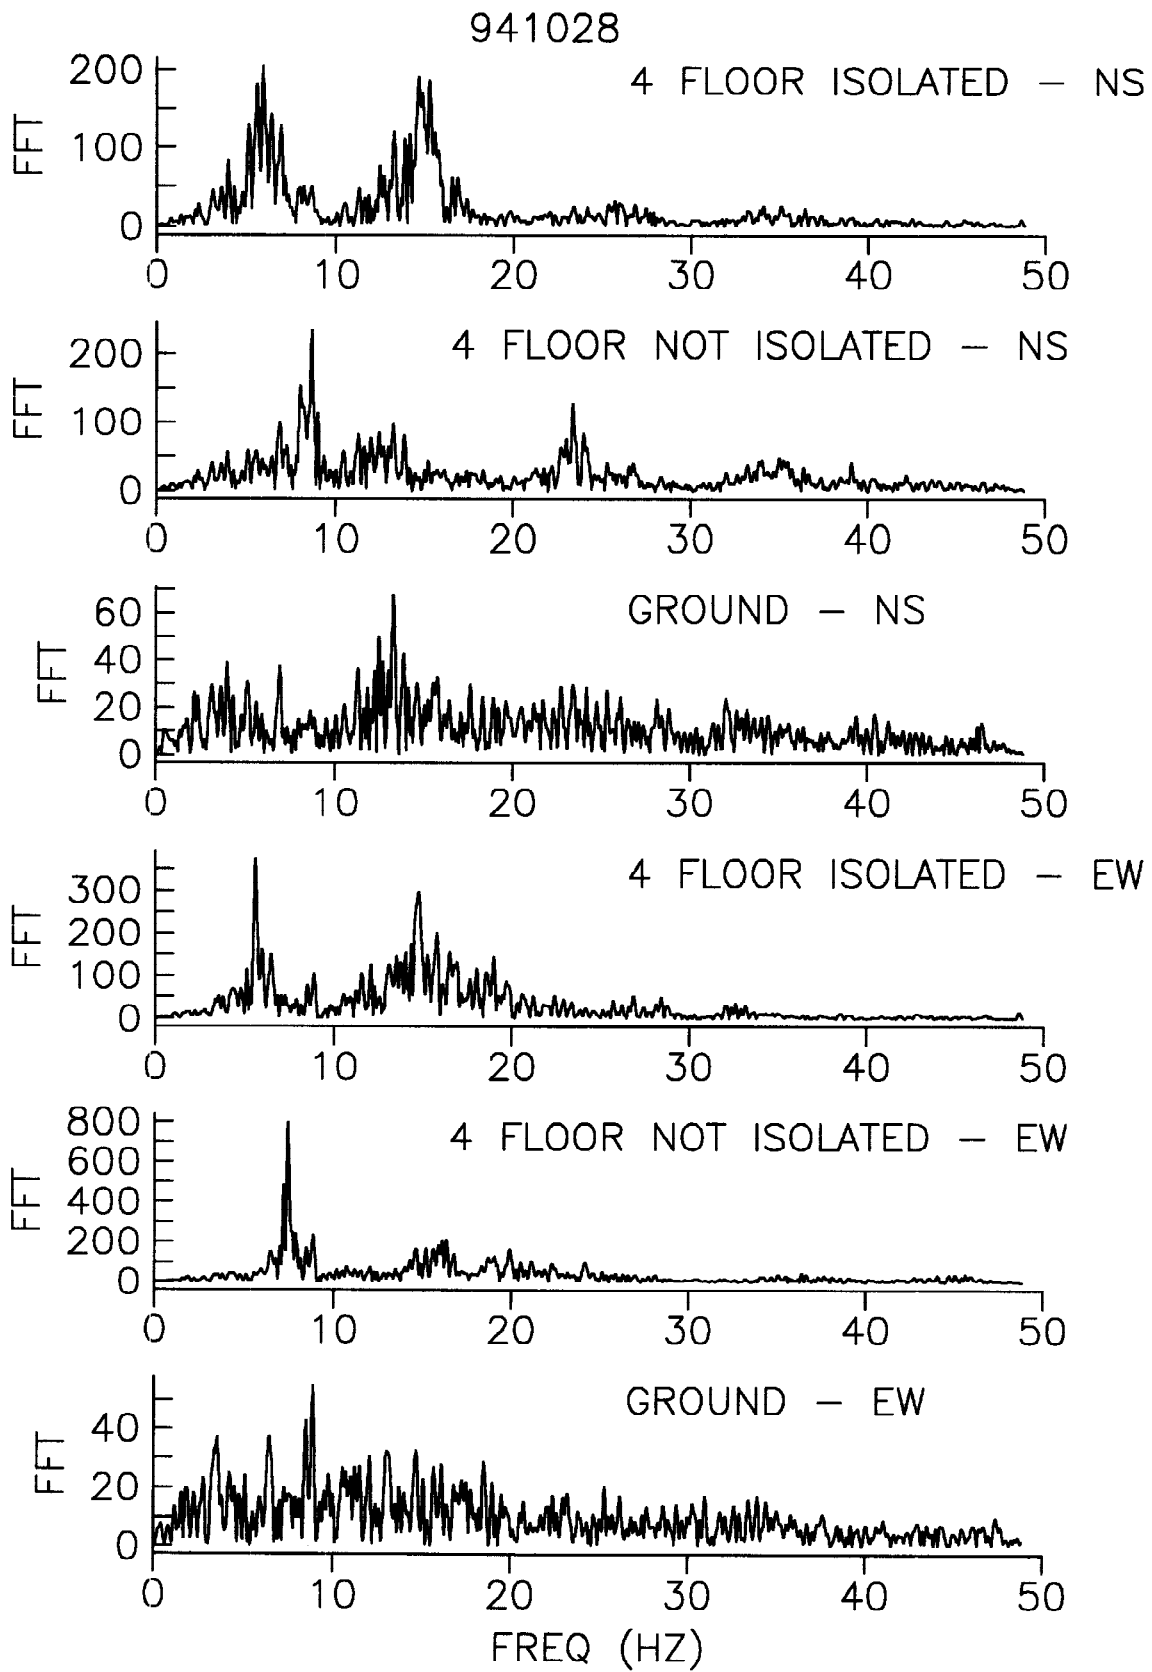 941028
4 FLOOR ISOLATED – NS
FFT
200
100
0
0 10 20 30 40 50
4 FLOOR NOT ISOLATED – NS
FFT
200
100
0
0 10 20 30 40 50
GROUND – NS
FFT
60
40
20
0
0 10 20 30 40 50
4 FLOOR ISOLATED – EW
FFT
300
200
100
0
0 10 20 30 40 50
4 FLOOR NOT ISOLATED – EW
FFT
800
600
400
200
0
0 10 20 30 40 50
GROUND – EW
FFT
40
20
0
0 10 20 30 40 50
FREQ (HZ)